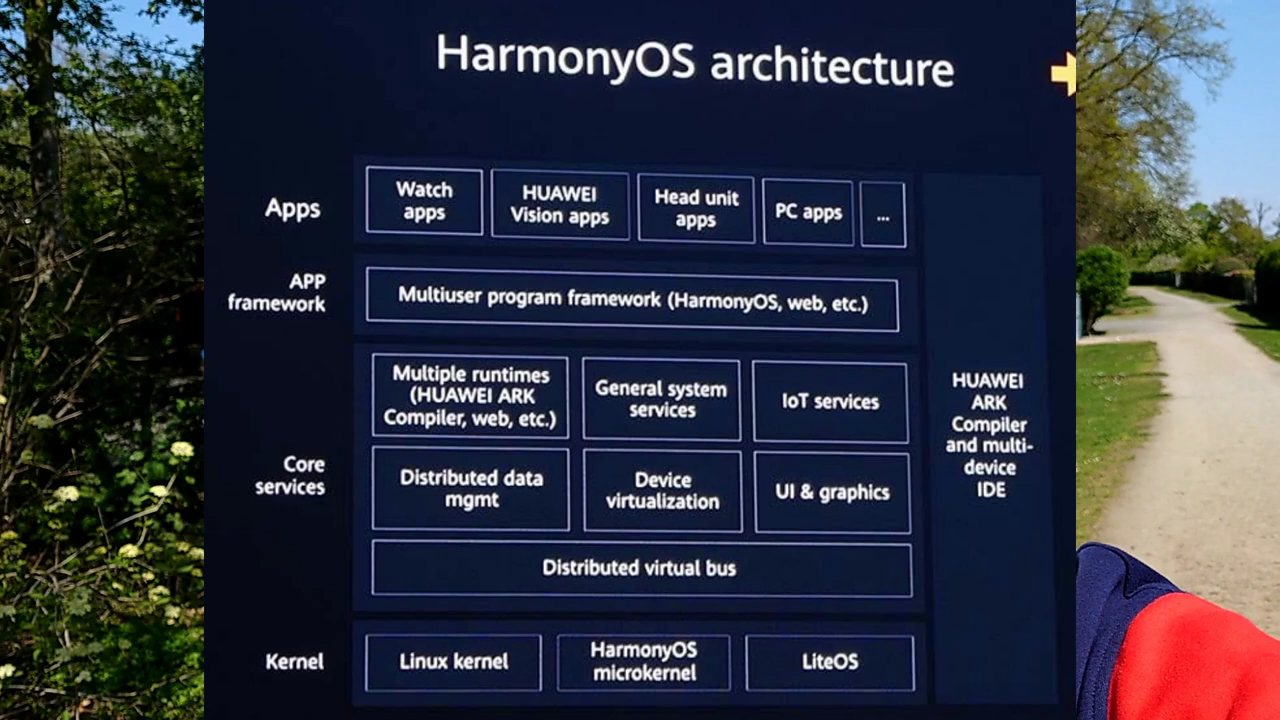 HarmonyOS architecture
Apps
Watch
apps
HUAWEI
Vision apps
Head unit
apps
PC apps
...
APP
framework
Multiuser program framework (HarmonyOS, web, etc.)
Core
services
Multiple runtimes
(HUAWEI ARK
Compiler, web, etc.)
General system
services
IoT services
Distributed data
mgmt
Device
virtualization
UI & graphics
Distributed virtual bus
Kernel
Linux kernel
HarmonyOS
microkernel
LiteOS
HUAWEI
ARK
Compiler
and multi-
device
IDE